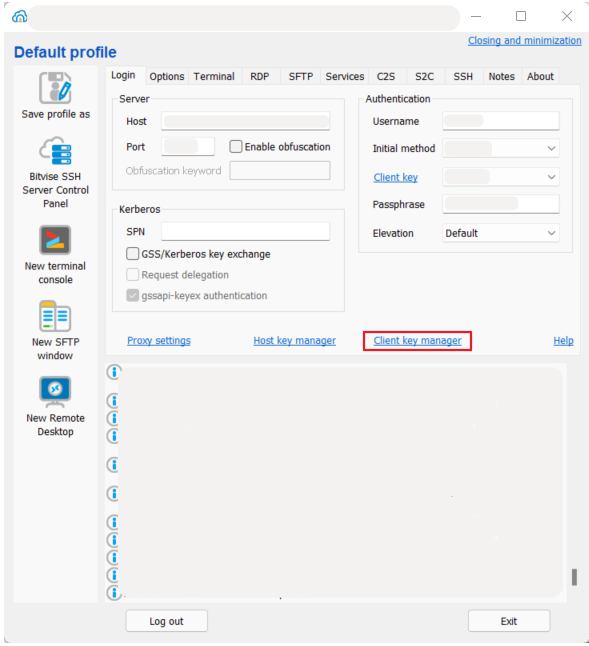 Closing and minimization
Default profile
Login Options Terminal RDP SFTP Services C2S S2C SSH Notes About
Save profile as
Bitvise SSH
Server Control
Panel
New terminal
console
New SFTP
window
New Remote
Desktop
Server
Host
Port
Enable obfuscation
Obfuscation keyword
Kerberos
SPN
GSS/Kerberos key exchange
Request delegation
gssapi-keyex authentication
Authentication
Username
Initial method
Client key
Passphrase
Elevation Default
Proxy settings Host key manager Client key manager Help
Log out Exit